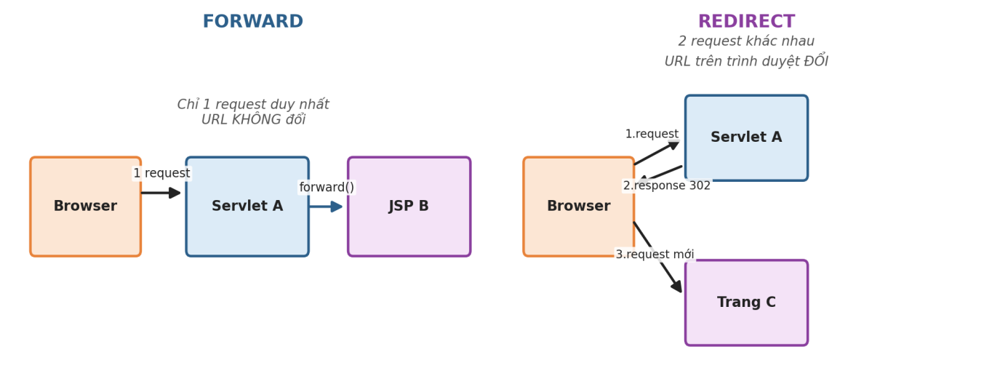 FORWARD
Chỉ 1 request duy nhất
URL KHÔNG đổi
Browser
1 request
Servlet A
forward()
JSP B
REDIRECT
2 request khác nhau
URL trên trình duyệt ĐỔI
Browser
1.request
Servlet A
2.response 302
3.request mới
Trang C